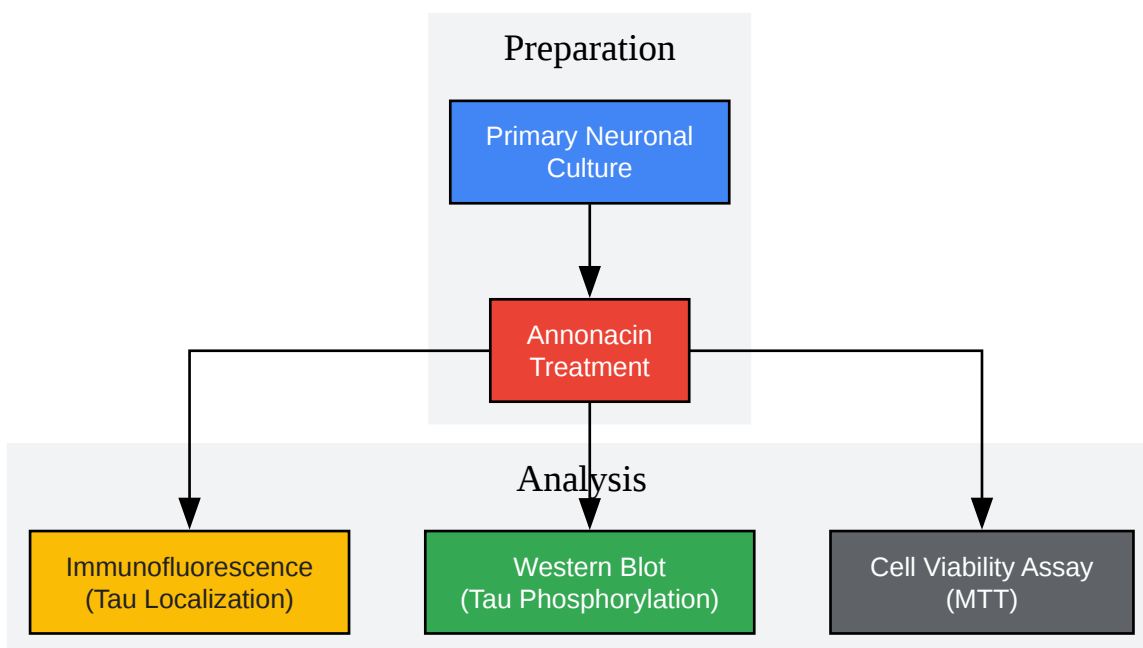 Preparation
Primary Neuronal
Culture
Annonacin
Treatment
Analysis
Immunofluorescence
(Tau Localization)
Western Blot
(Tau Phosphorylation)
Cell Viability Assay
(MTT)